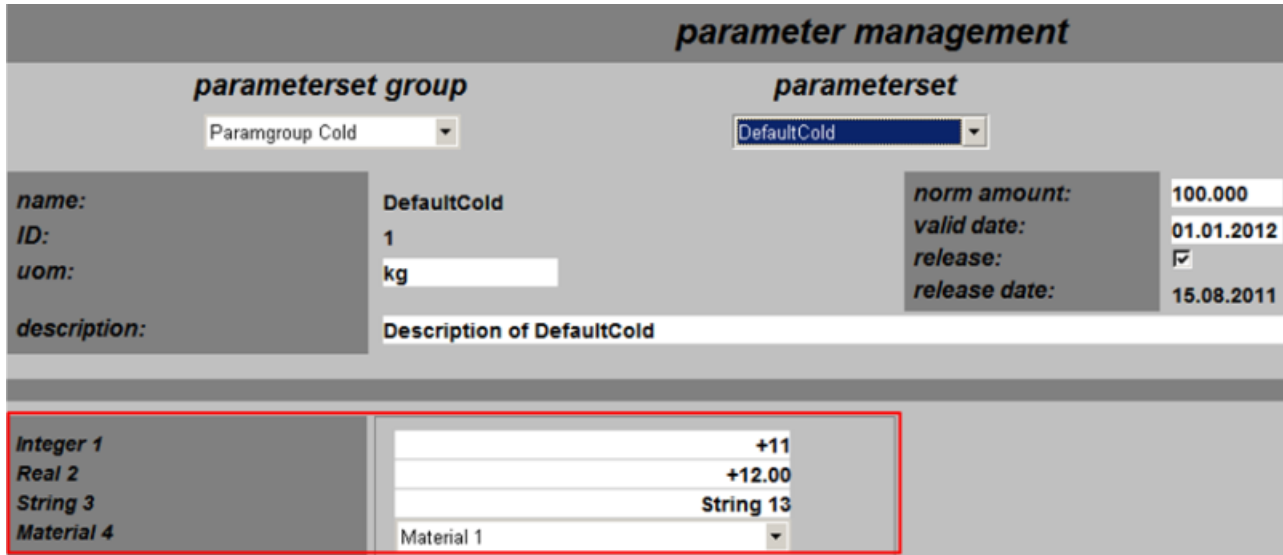 parameter management
parameterset group parameterset
Paramgroup Cold DefaultCold
name: DefaultCold norm amount: 100.000
ID: 1 valid date: 01.01.2012
uom: kg release:
release date: 15.08.2011
description: Description of DefaultCold
Integer 1 +11
Real 2 +12.00
String 3 String 13
Material 4 Material 1